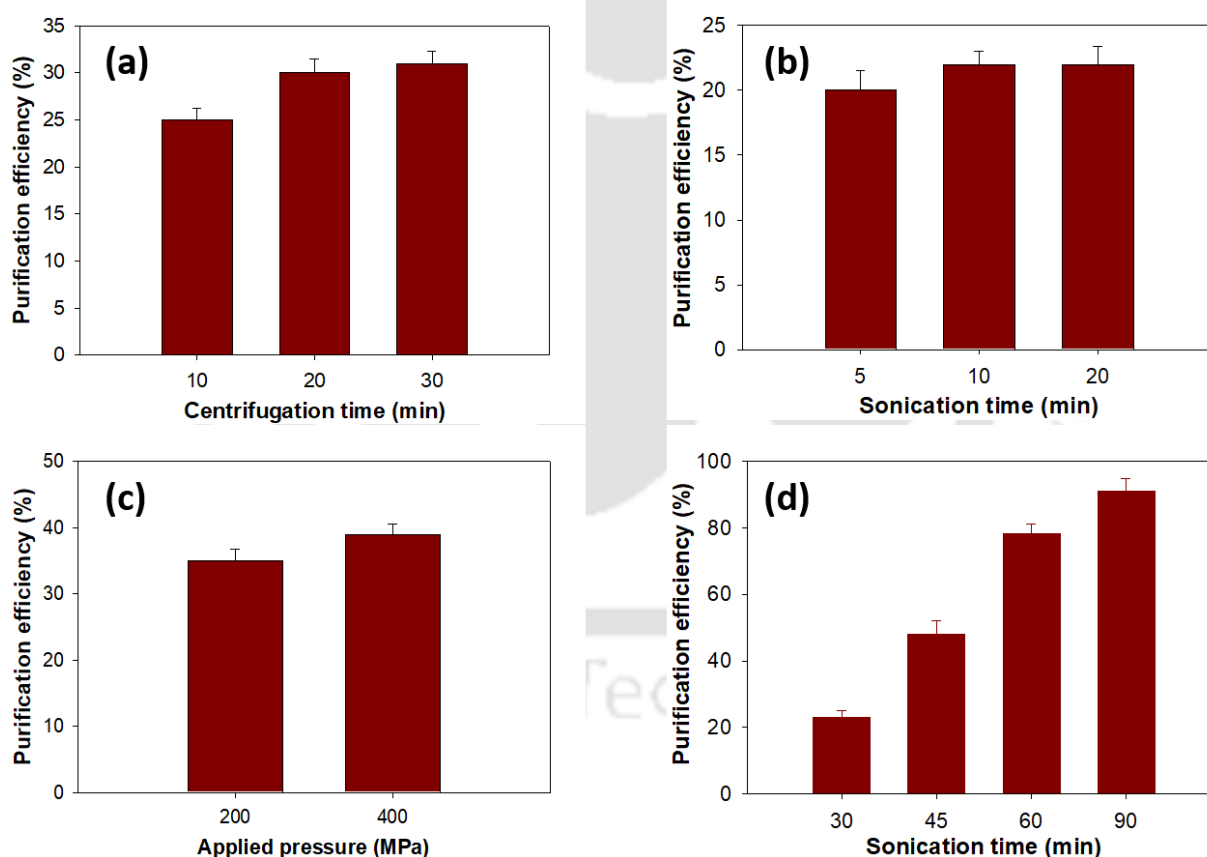 (a)
Purification efficiency (%)
35
30
25
20
15
10
5
0
10 20 30
Centrifugation time (min)
(b)
Purification efficiency (%)
25
20
15
10
5
0
5 10 20
Sonication time (min)
(c)
Purification efficiency (%)
50
40
30
20
10
0
200 400
Applied pressure (MPa)
(d)
Purification efficiency (%)
100
80
60
40
20
0
30 45 60 90
Sonication time (min)
Tec